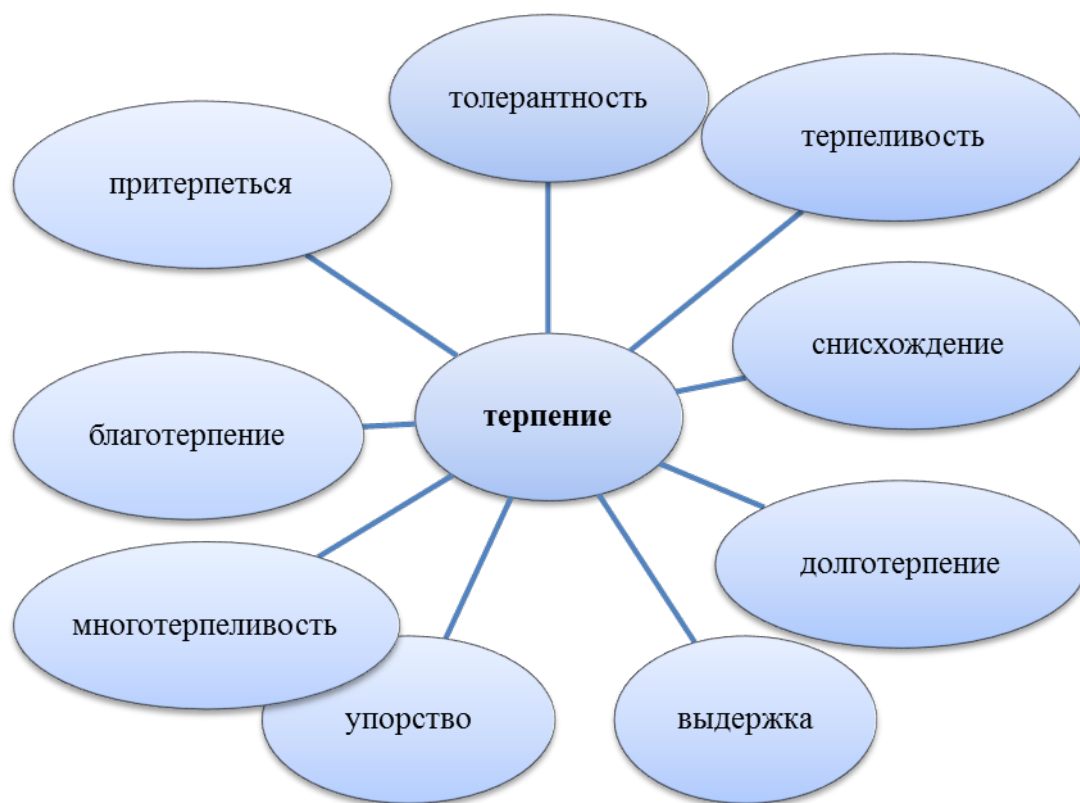 толерантность
терпеливость
притерпеться
снисхождение
терпение
благотерпение
долготерпение
многотерпеливость
упорство
выдержка